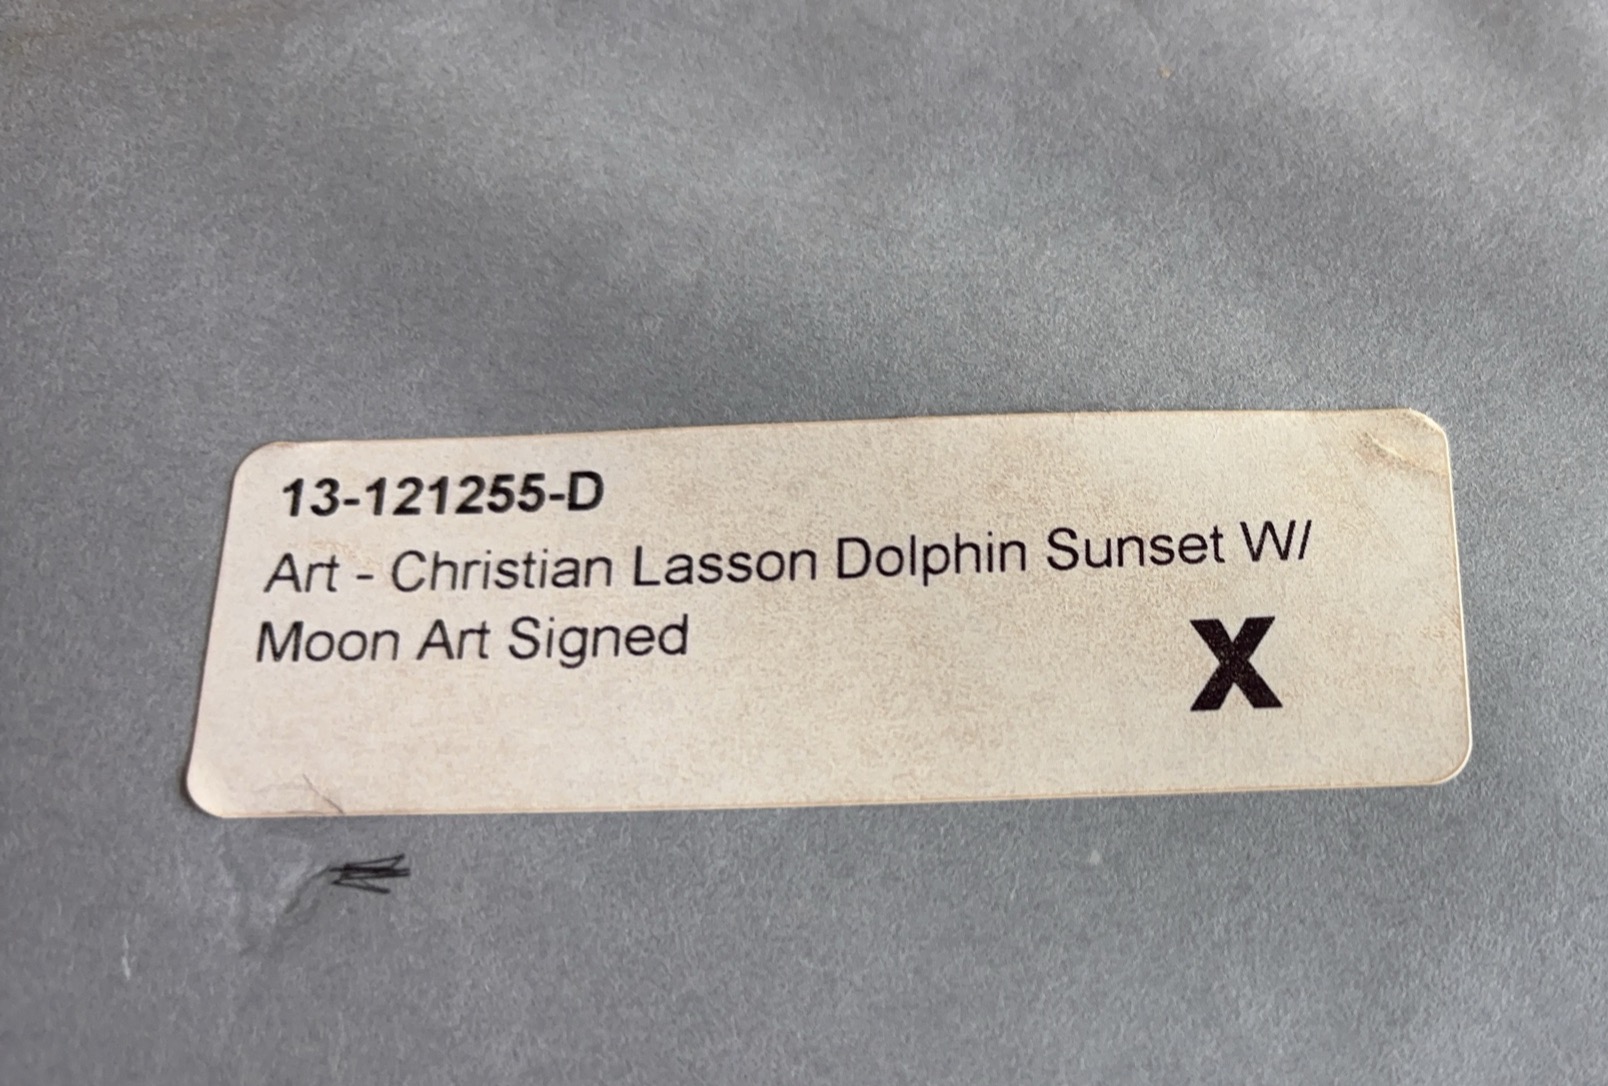 13-121255-D
Art - Christian Lasson Dolphin Sunset W/
Moon Art Signed
X